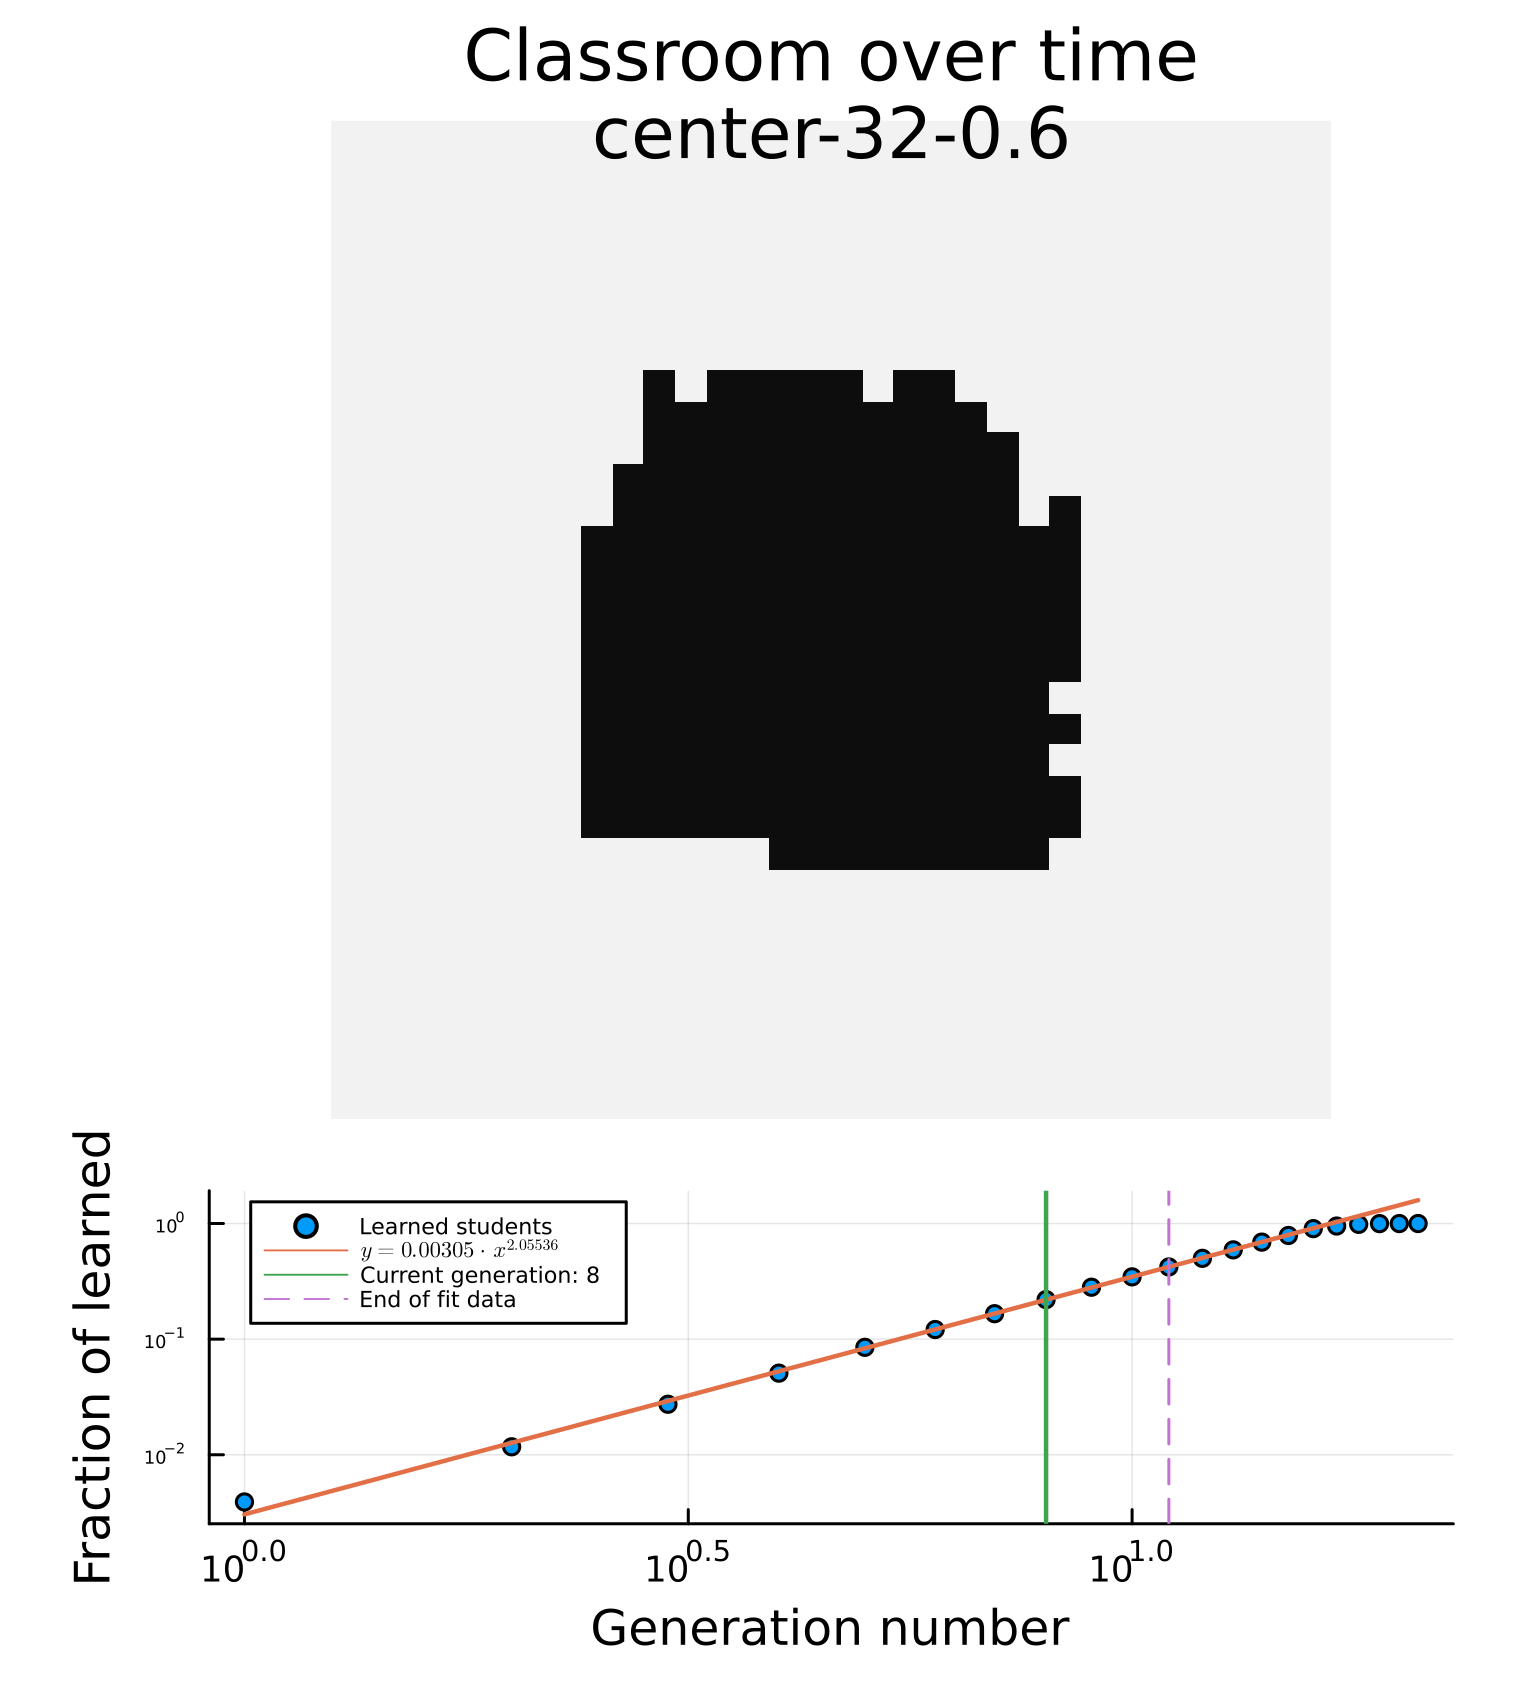 Classroom over time
center-32-0.6
Fraction of learned
10^0
10^-1
10^-2
Learned students
y = 0.00305 · x^2.05536
Current generation: 8
End of fit data
10^0.0 10^0.5 10^1.0
Generation number